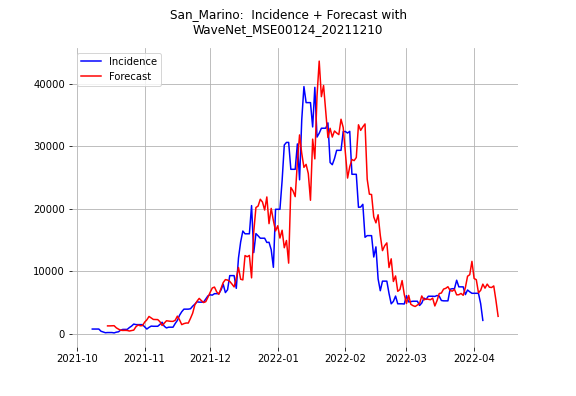 San_Marino:  Incidence + Forecast with
WaveNet_MSE00124_20211210
Incidence
Forecast
40000
30000
20000
10000
0
2021-10 2021-11 2021-12 2022-01 2022-02 2022-03 2022-04